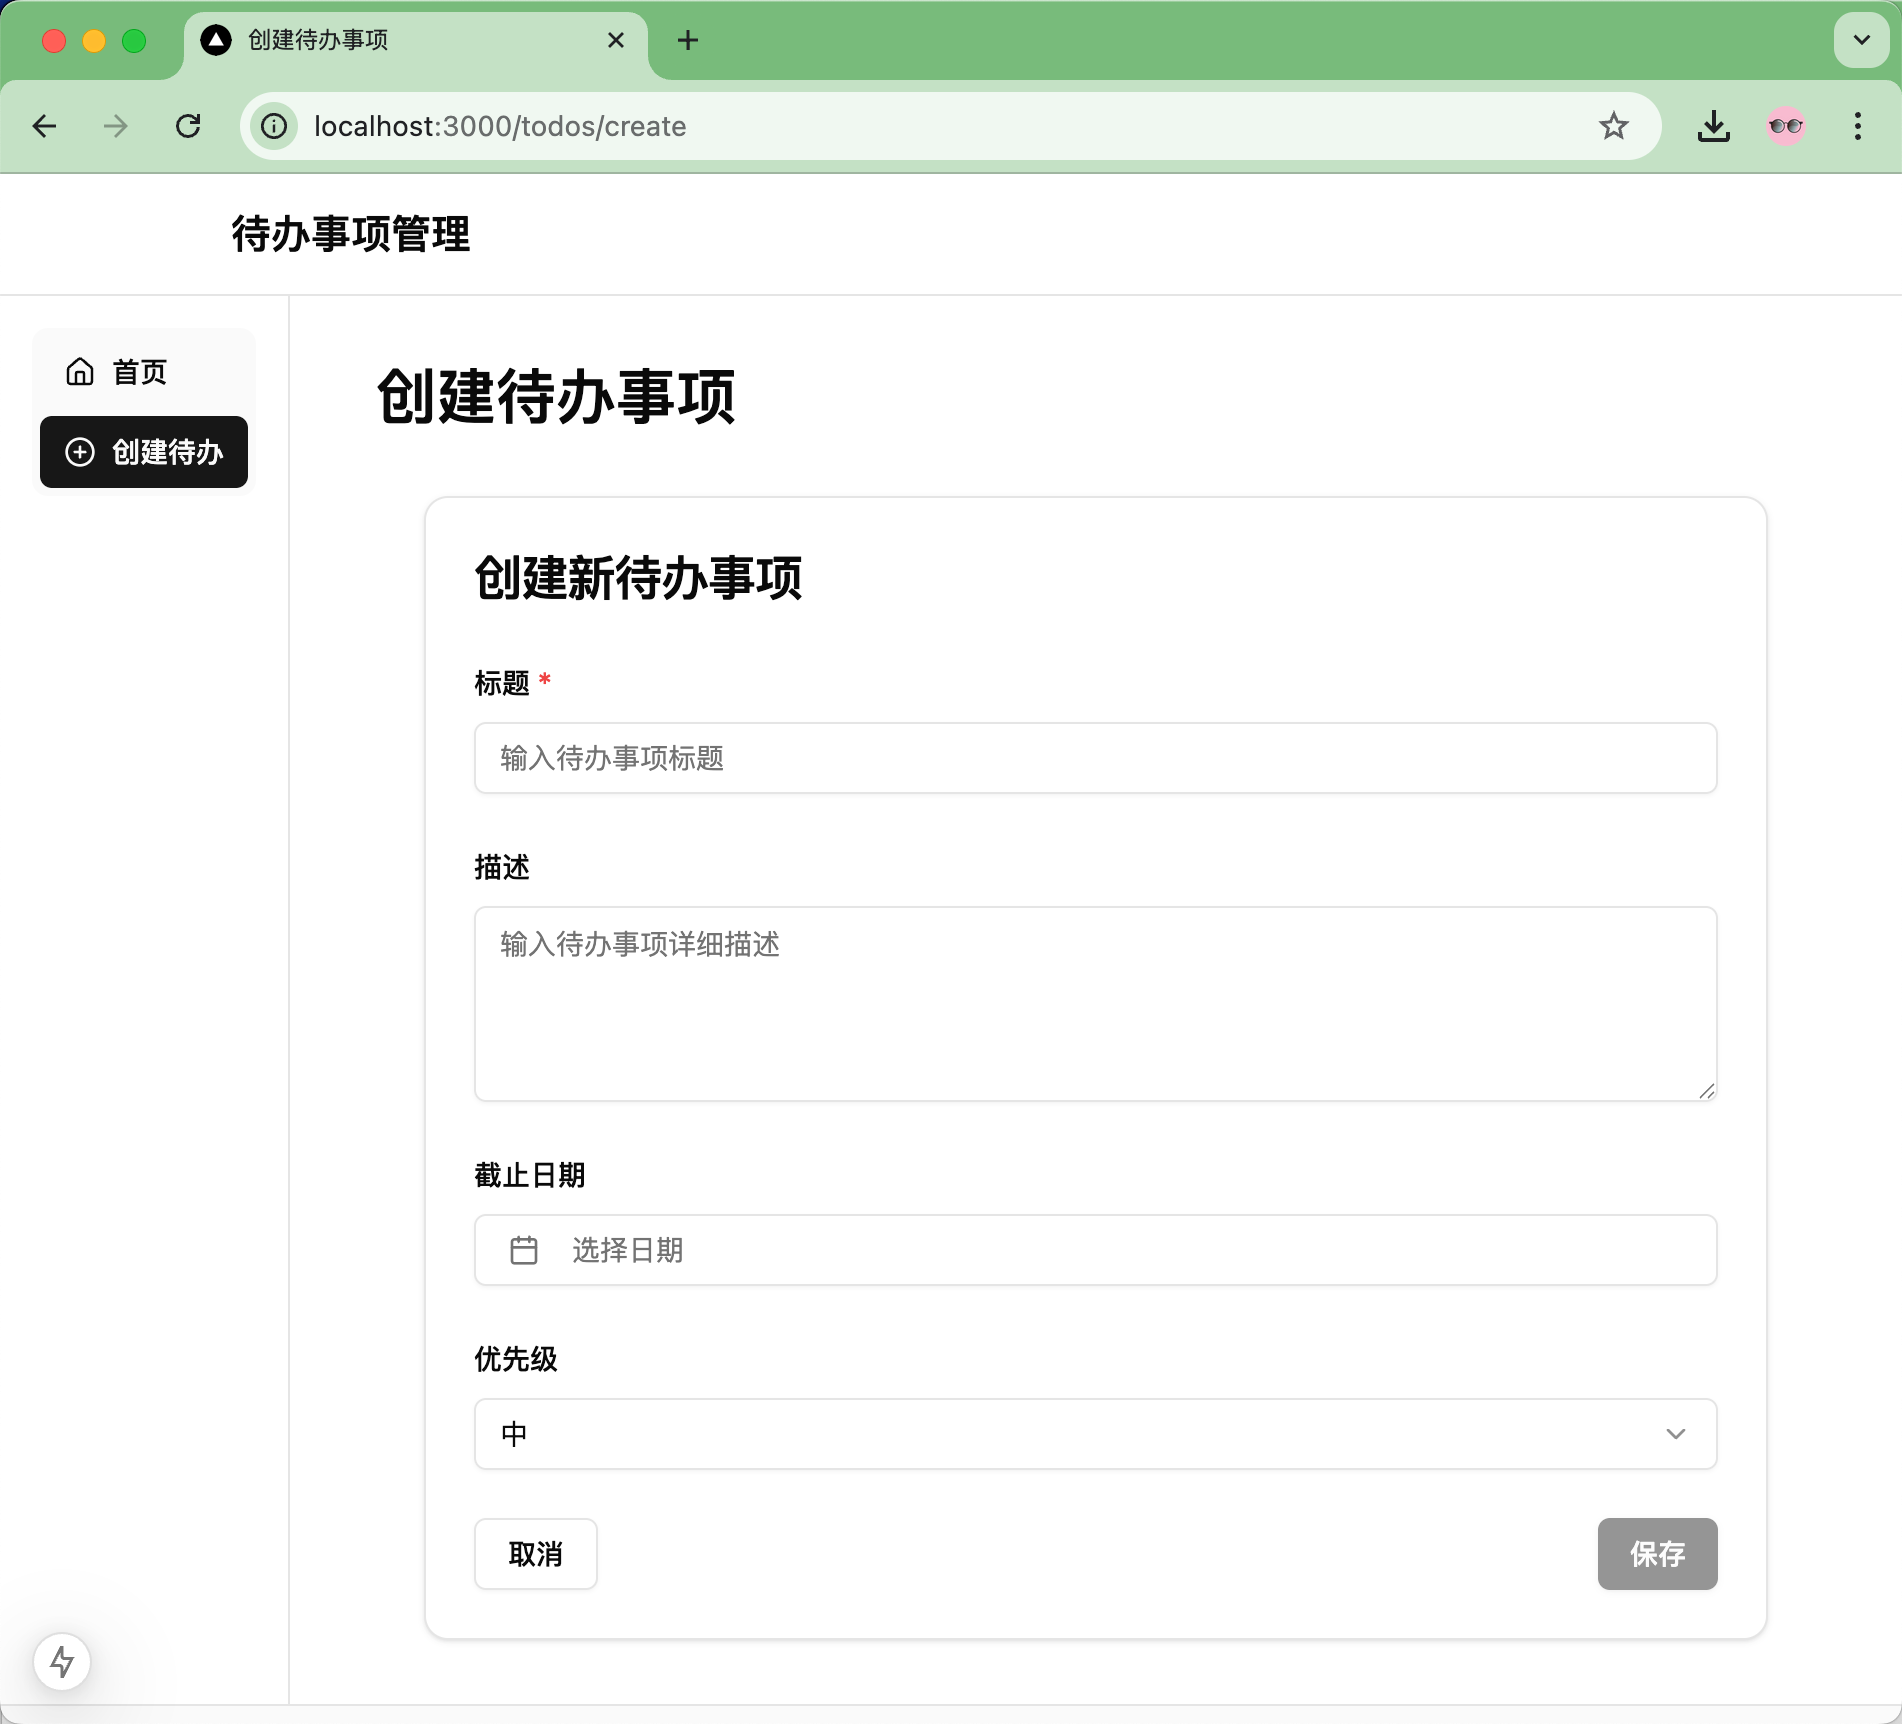 创建待办事项
localhost:3000/todos/create
待办事项管理
首页
创建待办
创建待办事项
创建新待办事项
标题 *
输入待办事项标题
描述
输入待办事项详细描述
截止日期
选择日期
优先级
中
取消
保存